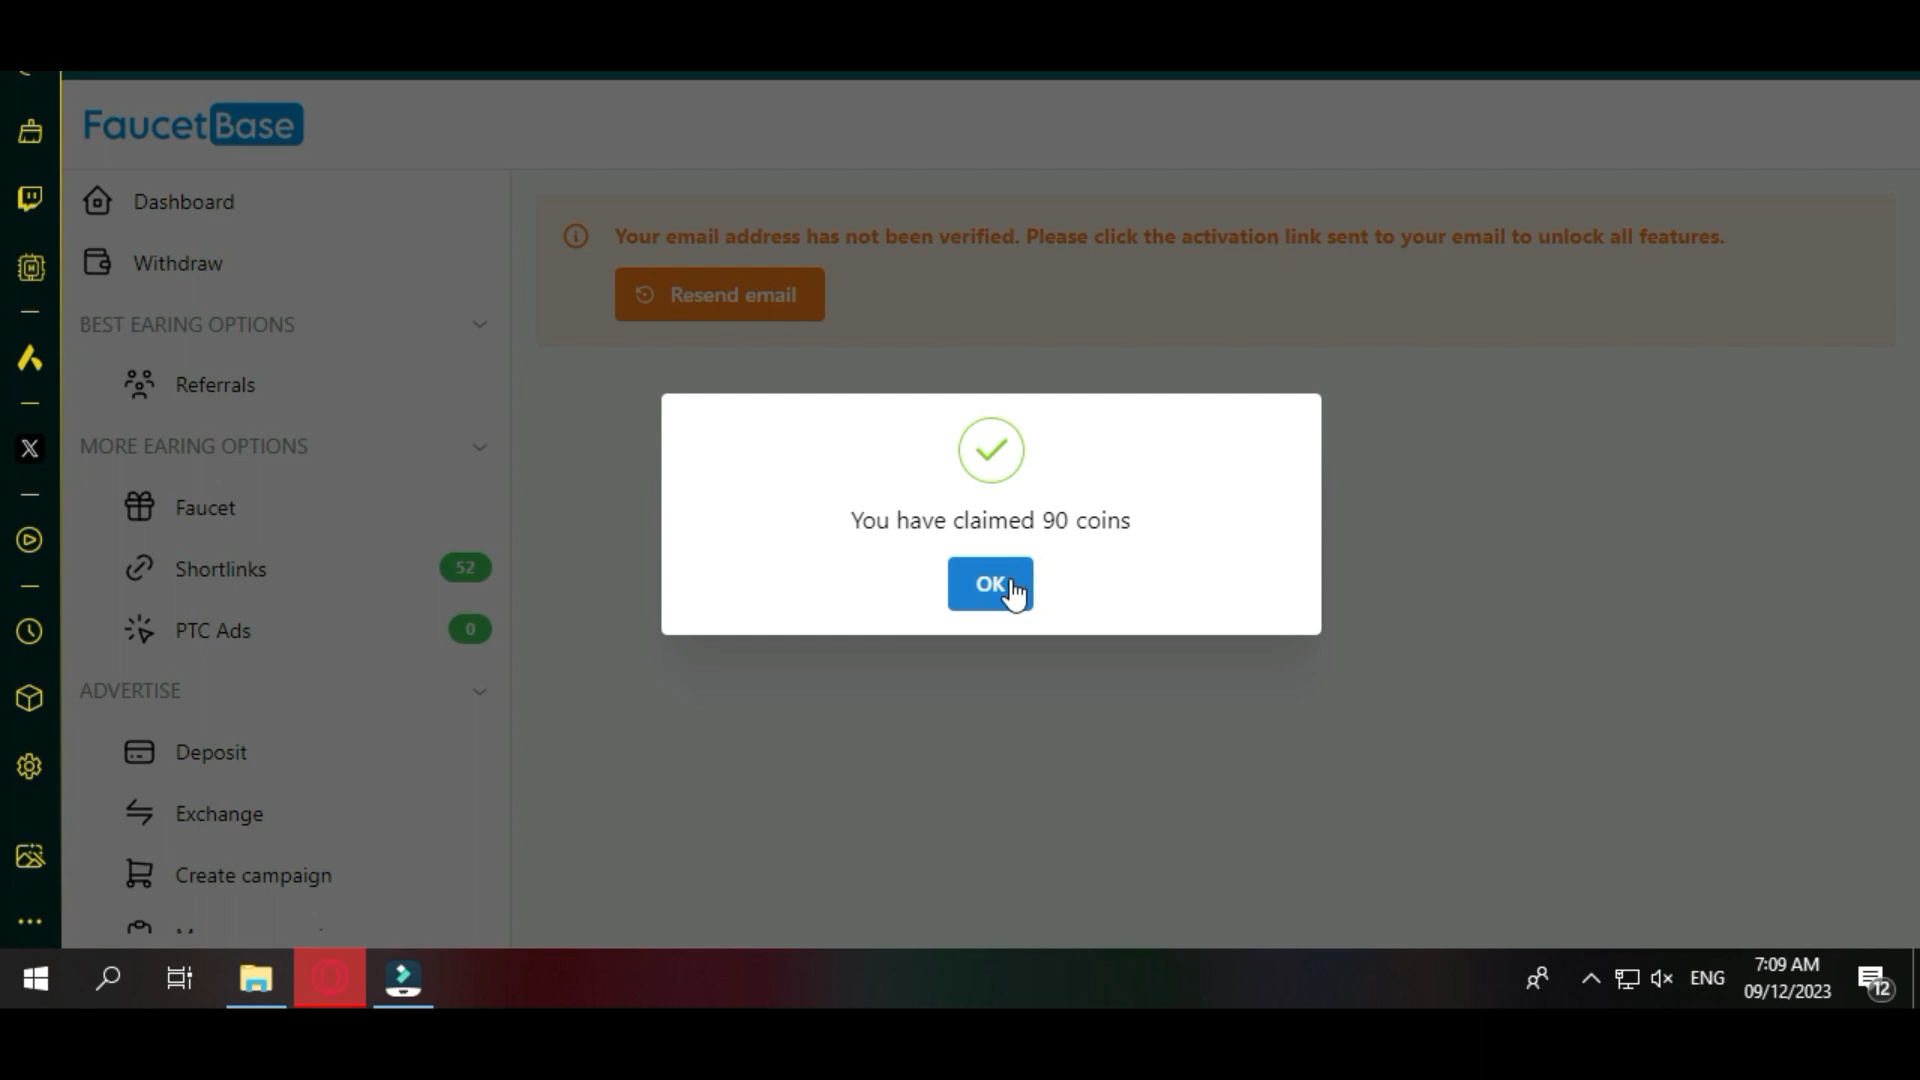 FaucetBase
Dashboard
Withdraw
BEST EARING OPTIONS
Referrals
MORE EARING OPTIONS
Faucet
Shortlinks 52
PTC Ads 0
ADVERTISE
Deposit
Exchange
Create campaign
Your email address has not been verified. Please click the activation link sent to your email to unlock all features.
Resend email
You have claimed 90 coins
OK
ENG
7:09 AM
09/12/2023
12